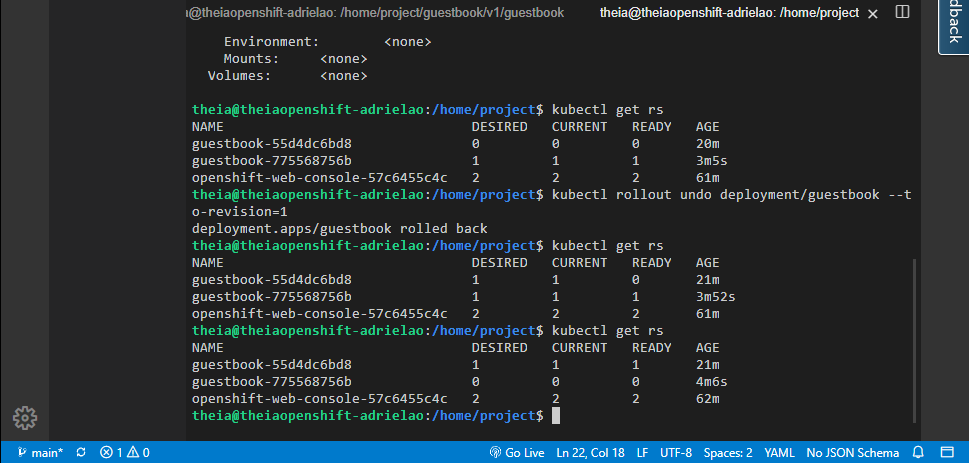 ı@theiaopenshift-adrielao: /home/project/guestbook/v1/guestbook theia@theiaopenshift-adrielao: /home/project
dback
Environment: <none>
Mounts: <none>
Volumes: <none>
theia@theiaopenshift-adrielao:/home/project$ kubectl get rs
NAME DESIRED CURRENT READY AGE
guestbook-55d4dc6bd8 0 0 0 20m
guestbook-775568756b 1 1 1 3m5s
openshift-web-console-57c6455c4c 2 2 2 61m
theia@theiaopenshift-adrielao:/home/project$ kubectl rollout undo deployment/guestbook --t
o-revision=1
deployment.apps/guestbook rolled back
theia@theiaopenshift-adrielao:/home/project$ kubectl get rs
NAME DESIRED CURRENT READY AGE
guestbook-55d4dc6bd8 1 1 0 21m
guestbook-775568756b 1 1 1 3m52s
openshift-web-console-57c6455c4c 2 2 2 61m
theia@theiaopenshift-adrielao:/home/project$ kubectl get rs
NAME DESIRED CURRENT READY AGE
guestbook-55d4dc6bd8 1 1 1 21m
guestbook-775568756b 0 0 0 4m6s
openshift-web-console-57c6455c4c 2 2 2 62m
theia@theiaopenshift-adrielao:/home/project$
main* 1 0 Go Live Ln 22, Col 18 LF UTF-8 Spaces: 2 YAML No JSON Schema